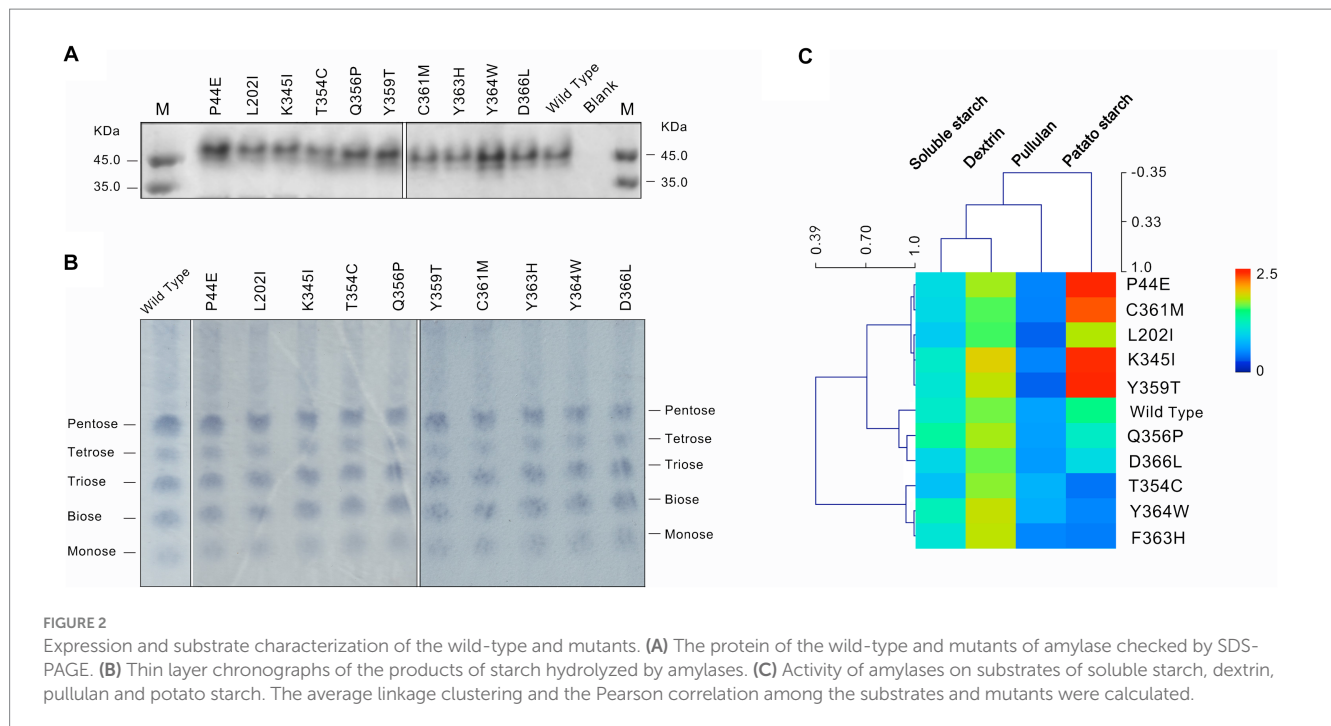 A
M
P44E
L202I
K345I
T354C
Q356P
Y359T
C361M
Y363H
Y364W
D366L
Wild Type
Blank
M
KDa
45.0
35.0
KDa
45.0
35.0
B
Wild Type
P44E
L202I
K345I
T354C
Q356P
Y359T
C361M
Y363H
Y364W
D366L
Pentose
Tetrose
Triose
Biose
Monose
Pentose
Tetrose
Triose
Biose
Monose
C
Soluble starch
Dextrin
Pullulan
Patato starch
-0.35
0.33
1.0
0.39
0.70
1.0
P44E
C361M
L202I
K345I
Y359T
Wild Type
Q356P
D366L
T354C
Y364W
F363H
2.5
0
FIGURE 2
Expression and substrate characterization of the wild-type and mutants. (A) The protein of the wild-type and mutants of amylase checked by SDS-
PAGE. (B) Thin layer chronographs of the products of starch hydrolyzed by amylases. (C) Activity of amylases on substrates of soluble starch, dextrin,
pullulan and potato starch. The average linkage clustering and the Pearson correlation among the substrates and mutants were calculated.